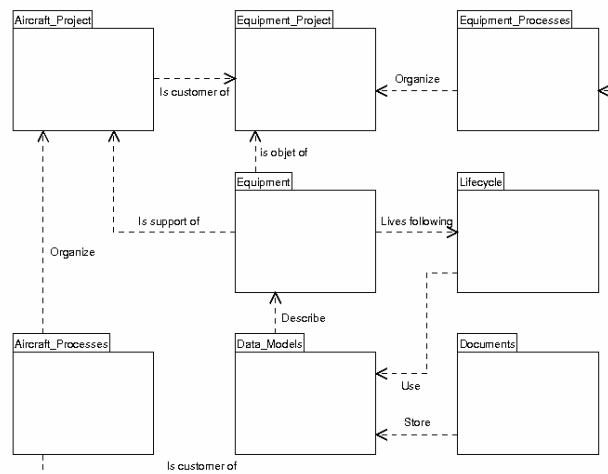 Aircraft_Project
Equipment_Project
Equipment_Processes
Is customer of
Organize
is objet of
Equipment
Lifecycle
Is support of
Lives following
Organize
Describe
Aircraft_Processes
Data_Models
Documents
Use
Store
Is customer of